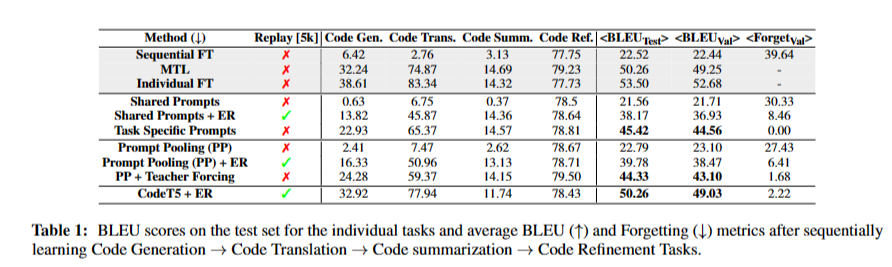 Method (↓) Replay [5k] Code Gen. Code Trans. Code Summ. Code Ref. <BLEU_Test> <BLEU_Val> <Forget_Val>
Sequential FT ✗ 6.42 2.76 3.13 77.75 22.52 22.44 39.64
MTL ✗ 32.24 74.87 14.69 79.23 50.26 49.25 -
Individual FT ✗ 38.61 83.34 14.32 77.73 53.50 52.68 -
Shared Prompts ✗ 0.63 6.75 0.37 78.5 21.56 21.71 30.33
Shared Prompts + ER ✓ 13.82 45.87 14.36 78.64 38.17 36.93 8.46
Task Specific Prompts ✗ 22.93 65.37 14.57 78.81 45.42 44.56 0.00
Prompt Pooling (PP) ✗ 2.41 7.47 2.62 78.67 22.79 23.10 27.43
Prompt Pooling (PP) + ER ✓ 16.33 50.96 13.13 78.71 39.78 38.47 6.41
PP + Teacher Forcing ✗ 24.28 59.37 14.15 79.50 44.33 43.10 1.68
CodeT5 + ER ✓ 32.92 77.94 11.74 78.43 50.26 49.03 2.22
Table 1: BLEU scores on the test set for the individual tasks and average BLEU (↑) and Forgetting (↓) metrics after sequentially
learning Code Generation → Code Translation → Code summarization → Code Refinement Tasks.